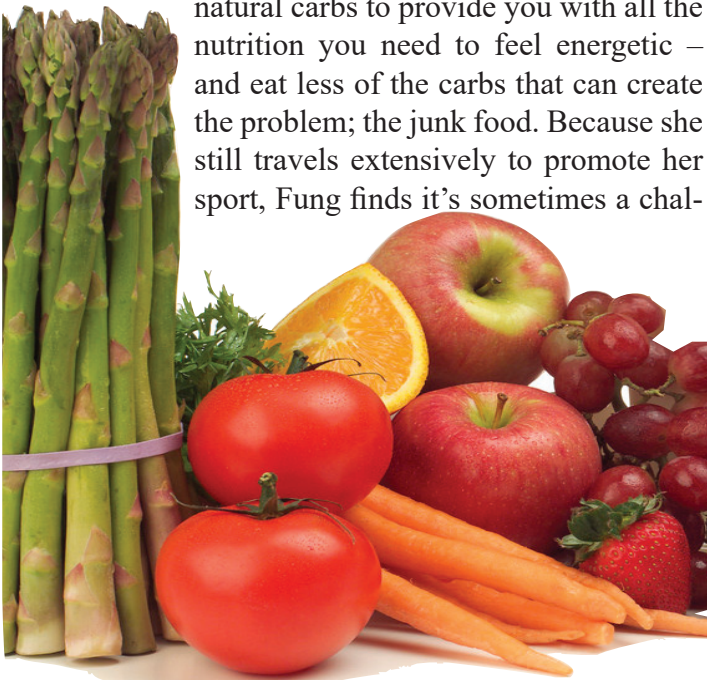 natural carbs to provide you with all the
nutrition you need to feel energetic –
and eat less of the carbs that can create
the problem; the junk food. Because she
still travels extensively to promote her
sport, Fung finds it’s sometimes a chal-